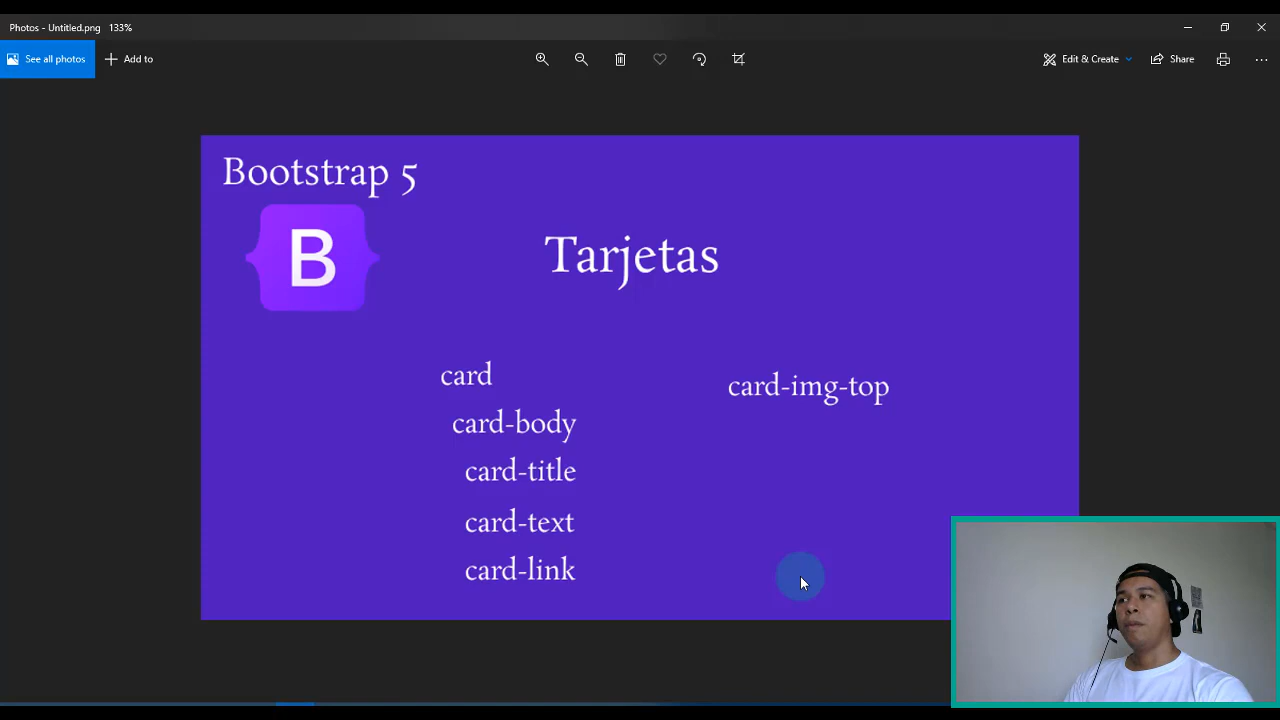 Photos - Untitled.png 133%
See all photos
Add to
Edit & Create
Share
Bootstrap 5
B
Tarjetas
card
card-body
card-title
card-text
card-link
card-img-top